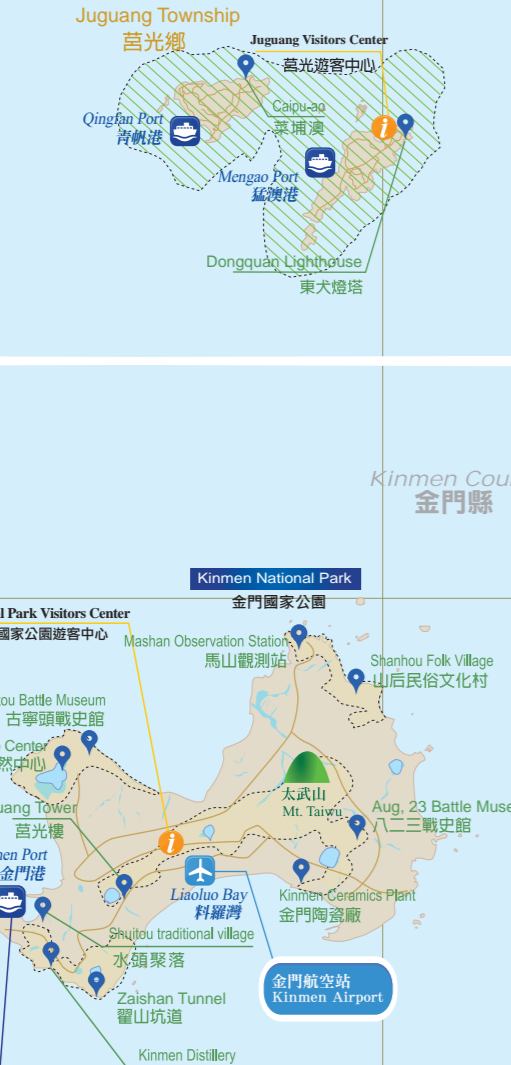 Juguang Township
莒光鄉
Juguang Visitors Center
莒光遊客中心
Caipu-ao
菜埔澳
Qingfan Port
青帆港
Mengao Port
猛澳港
Dongquan Lighthouse
東犬燈塔
Kinmen Cou
金門縣
Kinmen National Park
金門國家公園
l Park Visitors Center
國家公園遊客中心
Mashan Observation Station
馬山觀測站
Shanhou Folk Village
山后民俗文化村
tou Battle Museum
古寧頭戰史館
Center
然中心
太武山
Mt. Taiwu
uang Tower
莒光樓
Aug, 23 Battle Muse
八二三戰史館
en Port
金門港
Liaoluo Bay
料羅灣
Kinmen Ceramics Plant
金門陶瓷廠
Shuitou traditional village
水頭聚落
金門航空站
Kinmen Airport
Zaishan Tunnel
翟山坑道
Kinmen Distillery